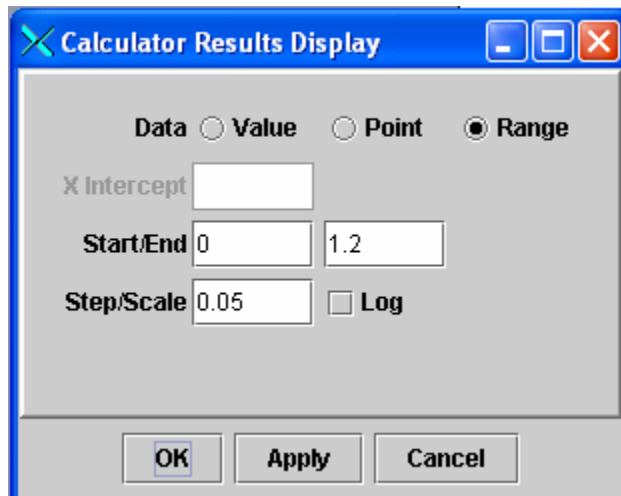 Calculator Results Display
Data Value Point Range
X Intercept
Start/End 0 1.2
Step/Scale 0.05 Log
OK Apply Cancel